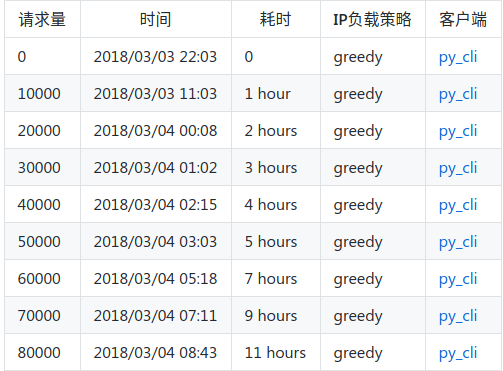 请求量 时间 耗时 IP负载策略 客户端
0 2018/03/03 22:03 0 greedy py_cli
10000 2018/03/03 11:03 1 hour greedy py_cli
20000 2018/03/04 00:08 2 hours greedy py_cli
30000 2018/03/04 01:02 3 hours greedy py_cli
40000 2018/03/04 02:15 4 hours greedy py_cli
50000 2018/03/04 03:03 5 hours greedy py_cli
60000 2018/03/04 05:18 7 hours greedy py_cli
70000 2018/03/04 07:11 9 hours greedy py_cli
80000 2018/03/04 08:43 11 hours greedy py_cli